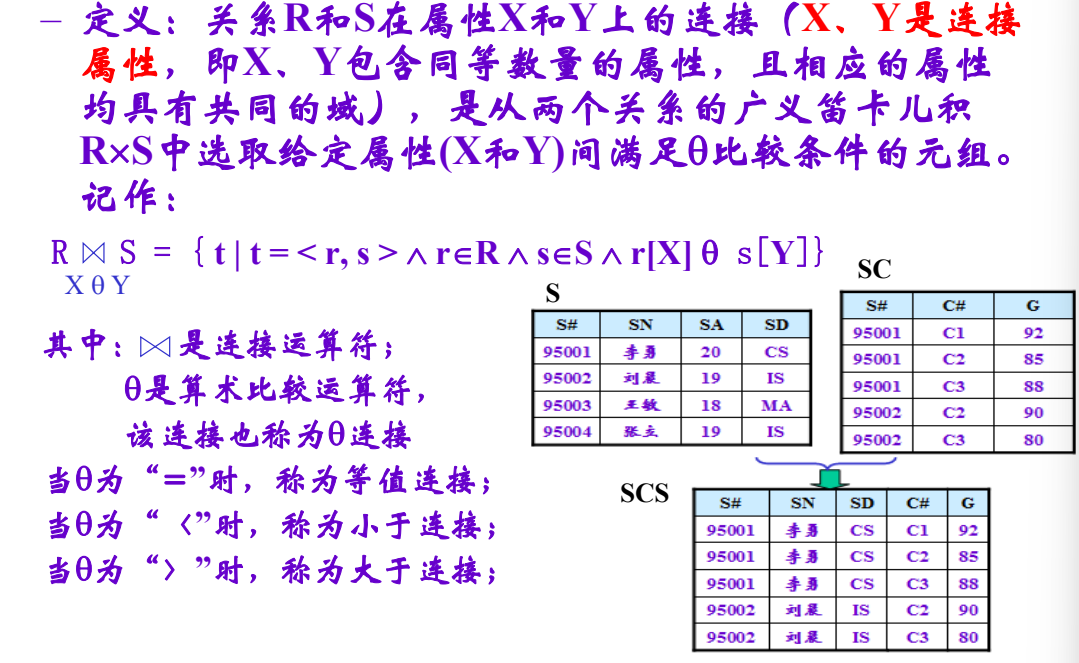 – 定义：关系R和S在属性X和Y上的连接（X、Y是连接
属性，即X、Y包含同等数量的属性，且相应的属性
均具有共同的域），是从两个关系的广义笛卡儿积
R×S中选取给定属性(X和Y)间满足θ比较条件的元组。
记作：
R ⋈ S = { t | t = < r, s > ∧ r∈R ∧ s∈S ∧ r[X] θ s[Y]}
X θ Y
其中：⋈是连接运算符；
θ是算术比较运算符，
该连接也称为θ连接
当θ为“=”时，称为等值连接；
当θ为“〈”时，称为小于连接；
当θ为“〉”时，称为大于连接；
S
S# SN SA SD
95001 李勇 20 CS
95002 刘晨 19 IS
95003 王敏 18 MA
95004 张立 19 IS
SC
S# C# G
95001 C1 92
95001 C2 85
95001 C3 88
95002 C2 90
95002 C3 80
SCS
S# SN SD C# G
95001 李勇 CS C1 92
95001 李勇 CS C2 85
95001 李勇 CS C3 88
95002 刘晨 IS C2 90
95002 刘晨 IS C3 80